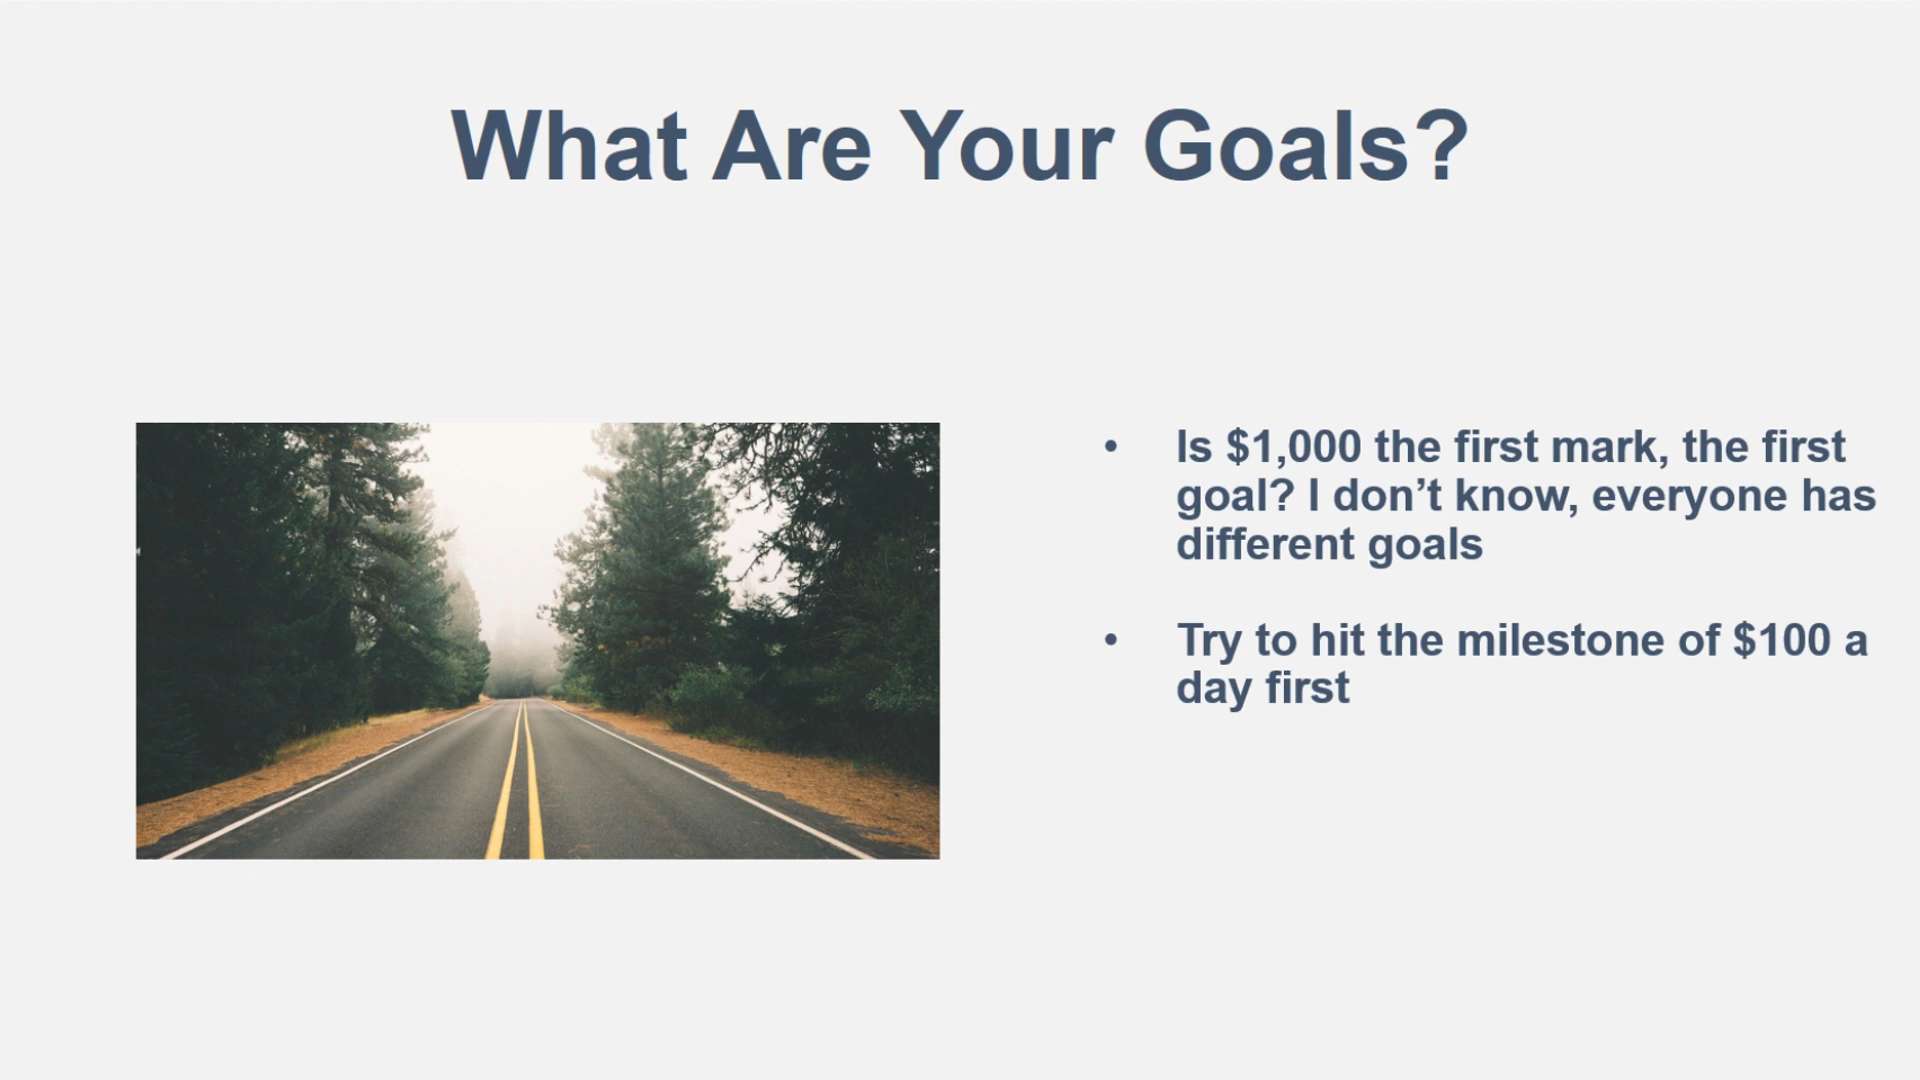 What Are Your Goals?
• Is $1,000 the first mark, the first
goal? I don’t know, everyone has
different goals
• Try to hit the milestone of $100 a
day first